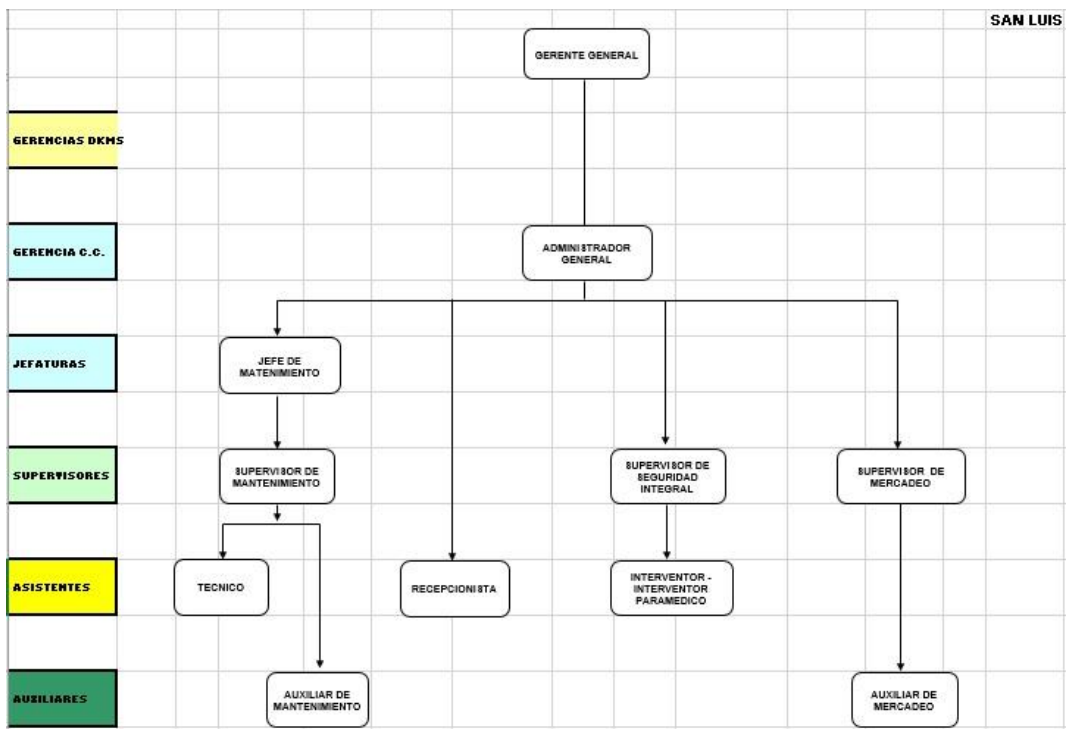 SAN LUIS
GERENTE GENERAL
GERENCIAS DKMS
GERENCIA C.C.
ADMINISTRADOR
GENERAL
JEFATURAS
JEFE DE
MATENIMIENTO
SUPERVISORES
SUPERVISOR DE
MANTENIMIENTO
SUPERVISOR DE
SEGURIDAD
INTEGRAL
SUPERVISOR DE
MERCADEO
ASISTENTES
TECNICO
RECEPCIONISTA
INTERVENTOR -
INTERVENTOR
PARAMEDICO
AUXILIARES
AUXILIAR DE
MANTENIMIENTO
AUXILIAR DE
MERCADEO